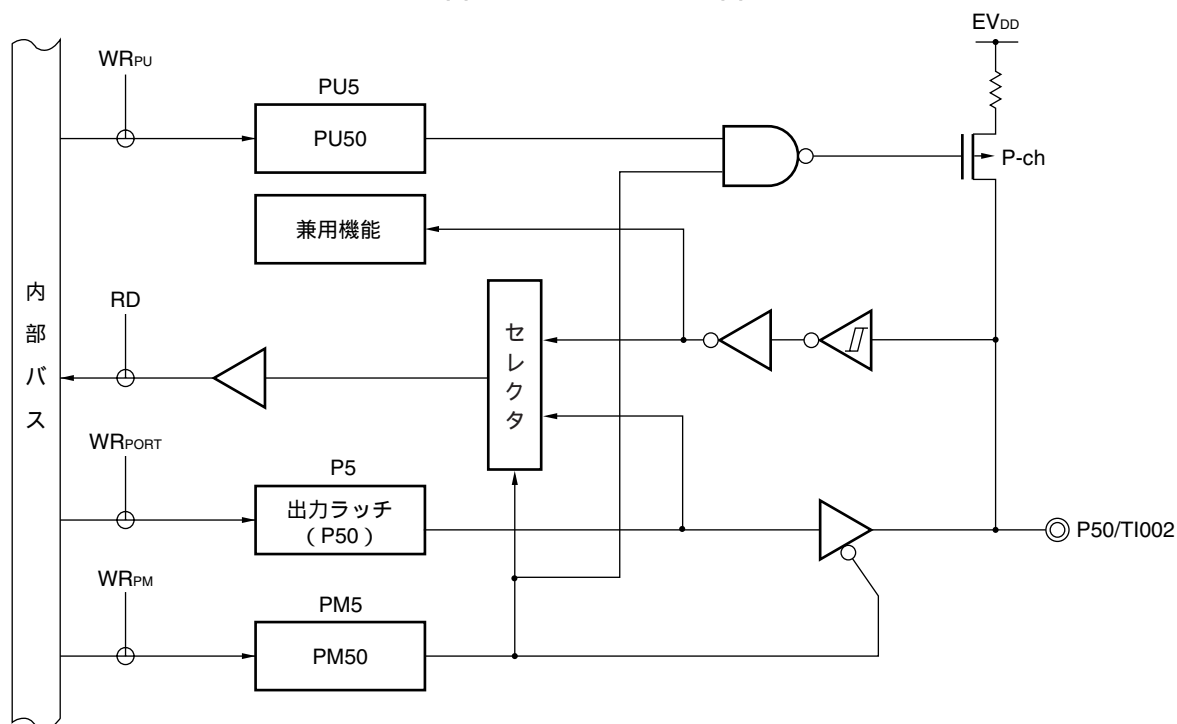 EVDD
WRPU
PU5
PU50
P-ch
兼用機能
内部バス
RD
セレクタ
WRPORT
P5
出力ラッチ
(P50)
P50/TI002
WRPM
PM5
PM50